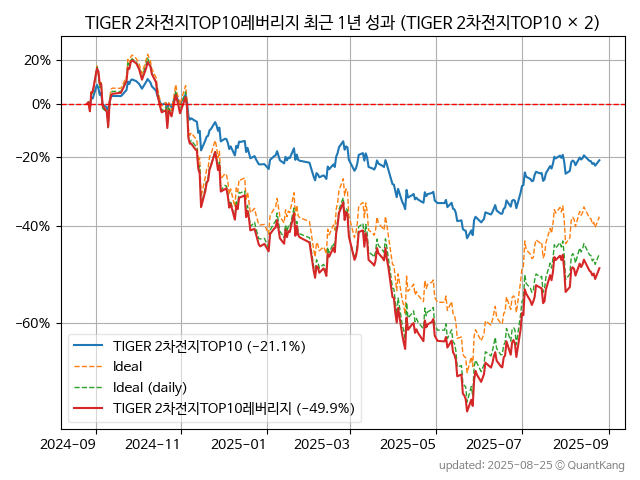 TIGER 2차전지TOP10레버리지 최근 1년 성과 (TIGER 2차전지TOP10 × 2)
20%
0%
−20%
−40%
−60%
TIGER 2차전지TOP10 (−21.1%)
Ideal
Ideal (daily)
TIGER 2차전지TOP10레버리지 (−49.9%)
2024-09 2024-11 2025-01 2025-03 2025-05 2025-07 2025-09
updated: 2025-08-25 © QuantKang